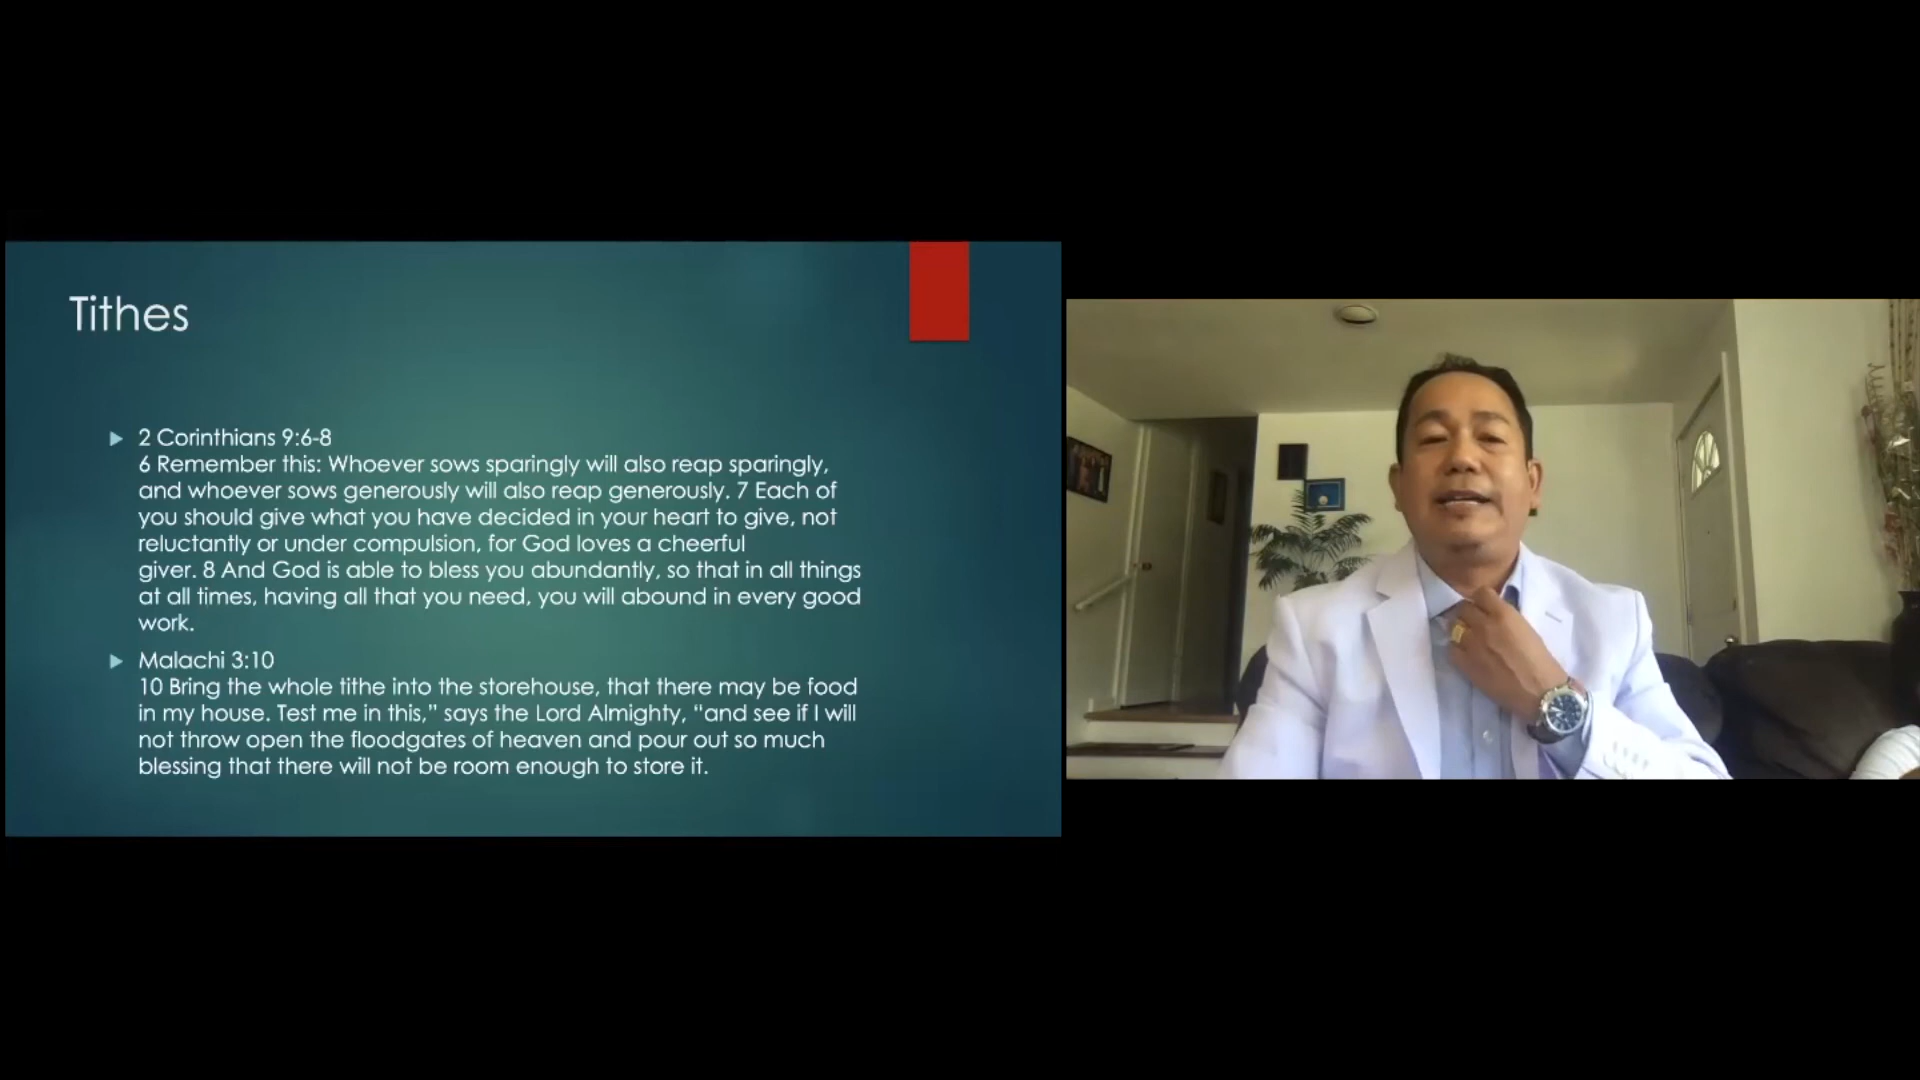 Tithes
2 Corinthians 9:6-8
6 Remember this: Whoever sows sparingly will also reap sparingly,
and whoever sows generously will also reap generously. 7 Each of
you should give what you have decided in your heart to give, not
reluctantly or under compulsion, for God loves a cheerful
giver. 8 And God is able to bless you abundantly, so that in all things
at all times, having all that you need, you will abound in every good
work.
Malachi 3:10
10 Bring the whole tithe into the storehouse, that there may be food
in my house. Test me in this,” says the Lord Almighty, “and see if I will
not throw open the floodgates of heaven and pour out so much
blessing that there will not be room enough to store it.